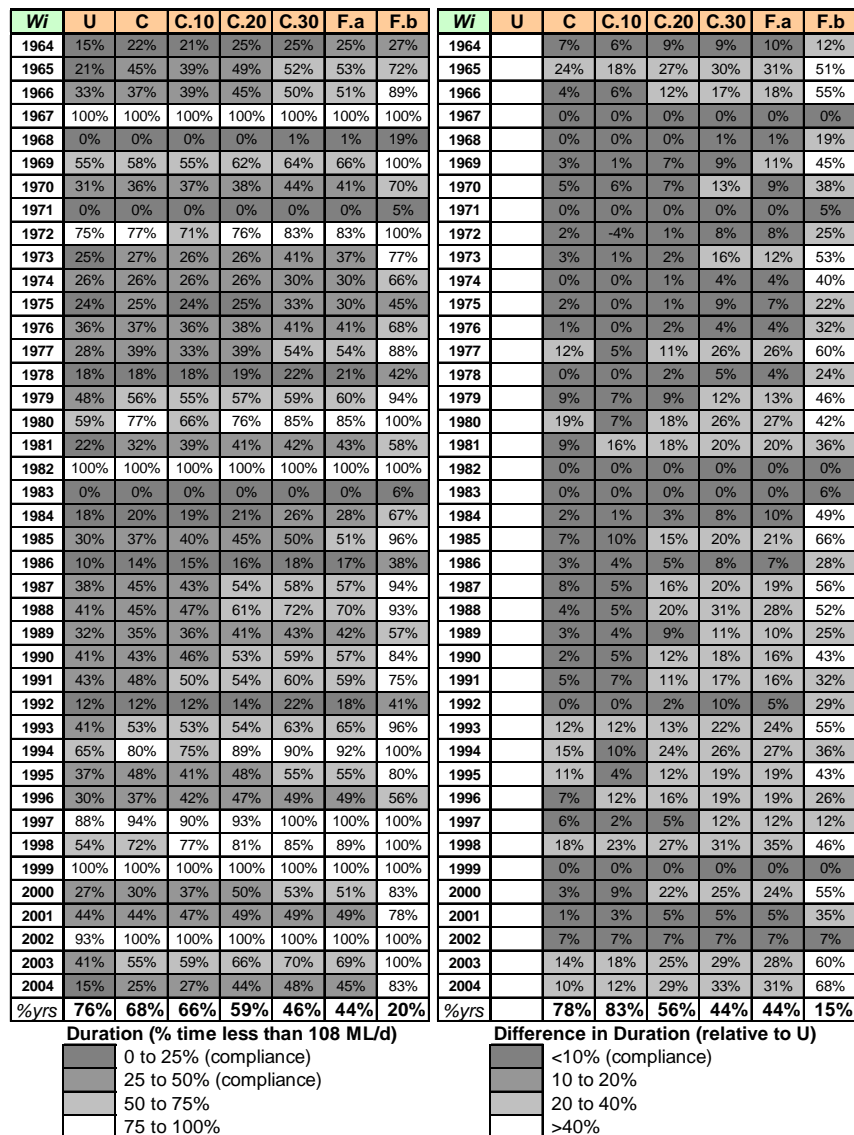 Wi U C C.10 C.20 C.30 F.a F.b Wi U C C.10 C.20 C.30 F.a F.b
1964 15% 22% 21% 25% 25% 25% 27% 1964 7% 6% 9% 9% 10% 12%
1965 21% 45% 39% 49% 52% 53% 72% 1965 24% 18% 27% 30% 31% 51%
1966 33% 37% 39% 45% 50% 51% 89% 1966 4% 6% 12% 17% 18% 55%
1967 100% 100% 100% 100% 100% 100% 100% 1967 0% 0% 0% 0% 0% 0%
1968 0% 0% 0% 0% 1% 1% 19% 1968 0% 0% 0% 1% 1% 19%
1969 55% 58% 55% 62% 64% 66% 100% 1969 3% 1% 7% 9% 11% 45%
1970 31% 36% 37% 38% 44% 41% 70% 1970 5% 6% 7% 13% 9% 38%
1971 0% 0% 0% 0% 0% 0% 5% 1971 0% 0% 0% 0% 0% 5%
1972 75% 77% 71% 76% 83% 83% 100% 1972 2% -4% 1% 8% 8% 25%
1973 25% 27% 26% 26% 41% 37% 77% 1973 3% 1% 2% 16% 12% 53%
1974 26% 26% 26% 26% 30% 30% 66% 1974 0% 0% 1% 4% 4% 40%
1975 24% 25% 24% 25% 33% 30% 45% 1975 2% 0% 1% 9% 7% 22%
1976 36% 37% 36% 38% 41% 41% 68% 1976 1% 0% 2% 4% 4% 32%
1977 28% 39% 33% 39% 54% 54% 88% 1977 12% 5% 11% 26% 26% 60%
1978 18% 18% 18% 19% 22% 21% 42% 1978 0% 0% 2% 5% 4% 24%
1979 48% 56% 55% 57% 59% 60% 94% 1979 9% 7% 9% 12% 13% 46%
1980 59% 77% 66% 76% 85% 85% 100% 1980 19% 7% 18% 26% 27% 42%
1981 22% 32% 39% 41% 42% 43% 58% 1981 9% 16% 18% 20% 20% 36%
1982 100% 100% 100% 100% 100% 100% 100% 1982 0% 0% 0% 0% 0% 0%
1983 0% 0% 0% 0% 0% 0% 6% 1983 0% 0% 0% 0% 0% 6%
1984 18% 20% 19% 21% 26% 28% 67% 1984 2% 1% 3% 8% 10% 49%
1985 30% 37% 40% 45% 50% 51% 96% 1985 7% 10% 15% 20% 21% 66%
1986 10% 14% 15% 16% 18% 17% 38% 1986 3% 4% 5% 8% 7% 28%
1987 38% 45% 43% 54% 58% 57% 94% 1987 8% 5% 16% 20% 19% 56%
1988 41% 45% 47% 61% 72% 70% 93% 1988 4% 5% 20% 31% 28% 52%
1989 32% 35% 36% 41% 43% 42% 57% 1989 3% 4% 9% 11% 10% 25%
1990 41% 43% 46% 53% 59% 57% 84% 1990 2% 5% 12% 18% 16% 43%
1991 43% 48% 50% 54% 60% 59% 75% 1991 5% 7% 11% 17% 16% 32%
1992 12% 12% 12% 14% 22% 18% 41% 1992 0% 0% 2% 10% 5% 29%
1993 41% 53% 53% 54% 63% 65% 96% 1993 12% 12% 13% 22% 24% 55%
1994 65% 80% 75% 89% 90% 92% 100% 1994 15% 10% 24% 26% 27% 36%
1995 37% 48% 41% 48% 55% 55% 80% 1995 11% 4% 12% 19% 19% 43%
1996 30% 37% 42% 47% 49% 49% 56% 1996 7% 12% 16% 19% 19% 26%
1997 88% 94% 90% 93% 100% 100% 100% 1997 6% 2% 5% 12% 12% 12%
1998 54% 72% 77% 81% 85% 89% 100% 1998 18% 23% 27% 31% 35% 46%
1999 100% 100% 100% 100% 100% 100% 100% 1999 0% 0% 0% 0% 0% 0%
2000 27% 30% 37% 50% 53% 51% 83% 2000 3% 9% 22% 25% 24% 55%
2001 44% 44% 47% 49% 49% 49% 78% 2001 1% 3% 5% 5% 5% 35%
2002 93% 100% 100% 100% 100% 100% 100% 2002 7% 7% 7% 7% 7% 7%
2003 41% 55% 59% 66% 70% 69% 100% 2003 14% 18% 25% 29% 28% 60%
2004 15% 25% 27% 44% 48% 45% 83% 2004 10% 12% 29% 33% 31% 68%
%yrs 76% 68% 66% 59% 46% 44% 20% %yrs 78% 83% 56% 44% 44% 15%
Duration (% time less than 108 ML/d) Difference in Duration (relative to U)
0 to 25% (compliance) <10% (compliance)
25 to 50% (compliance) 10 to 20%
50 to 75% 20 to 40%
75 to 100% >40%